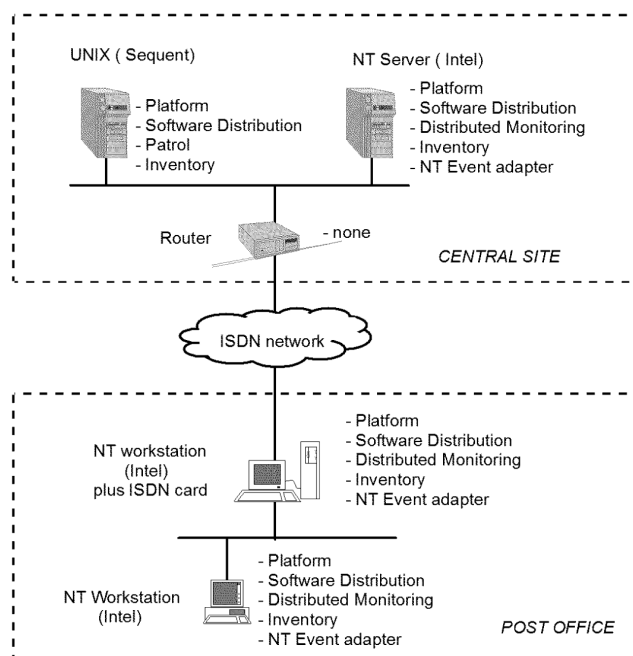 UNIX ( Sequent)
- Platform
- Software Distribution
- Patrol
- Inventory
NT Server ( Intel)
- Platform
- Software Distribution
- Distributed Monitoring
- Inventory
- NT Event adapter
Router
- none
CENTRAL SITE
ISDN network
NT workstation
(Intel)
plus ISDN card
- Platform
- Software Distribution
- Distributed Monitoring
- Inventory
- NT Event adapter
NT Workstation
(Intel)
- Platform
- Software Distribution
- Distributed Monitoring
- Inventory
- NT Event adapter
POST OFFICE